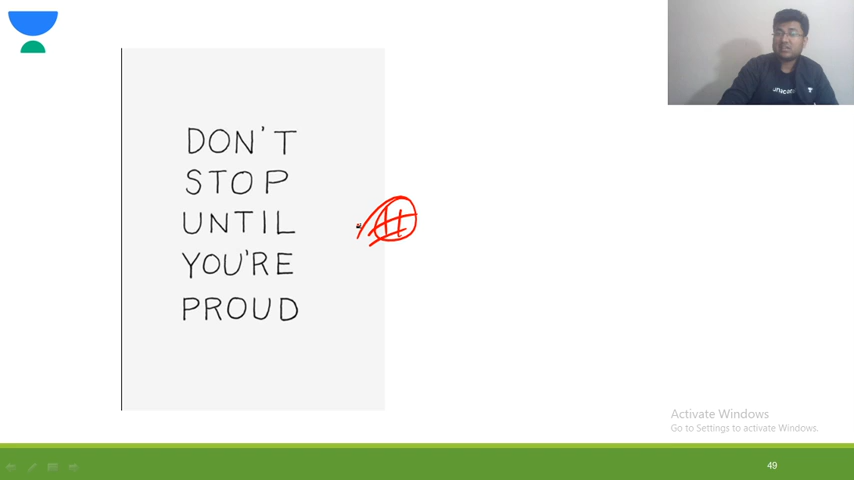 DON'T
STOP
UNTIL
YOU'RE
PROUD
#
Activate Windows
Go to Settings to activate Windows.
49